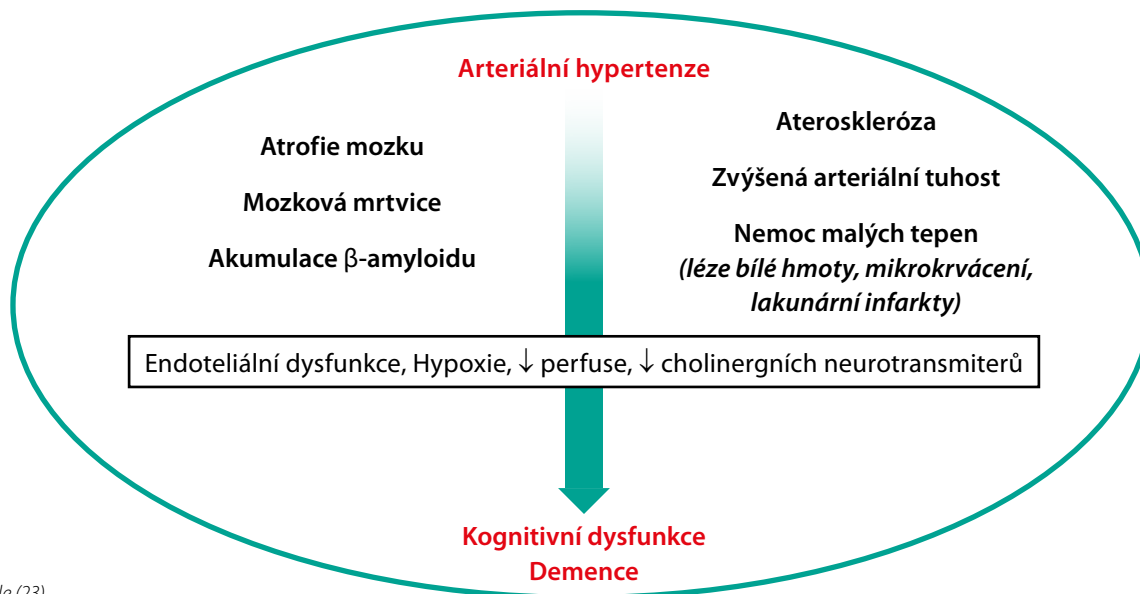 Arteriální hypertenze
Atrofie mozku
Mozková mrtvice
Akumulace β-amyloidu
Ateroskleróza
Zvýšená arteriální tuhost
Nemoc malých tepen
(léze bílé hmoty, mikrokrvácení,
lakunární infarkty)
Endoteliální dysfunkce, Hypoxie, ↓ perfuse, ↓ cholinergních neurotransmiterů
Kognitivní dysfunkce
Demence
(23)